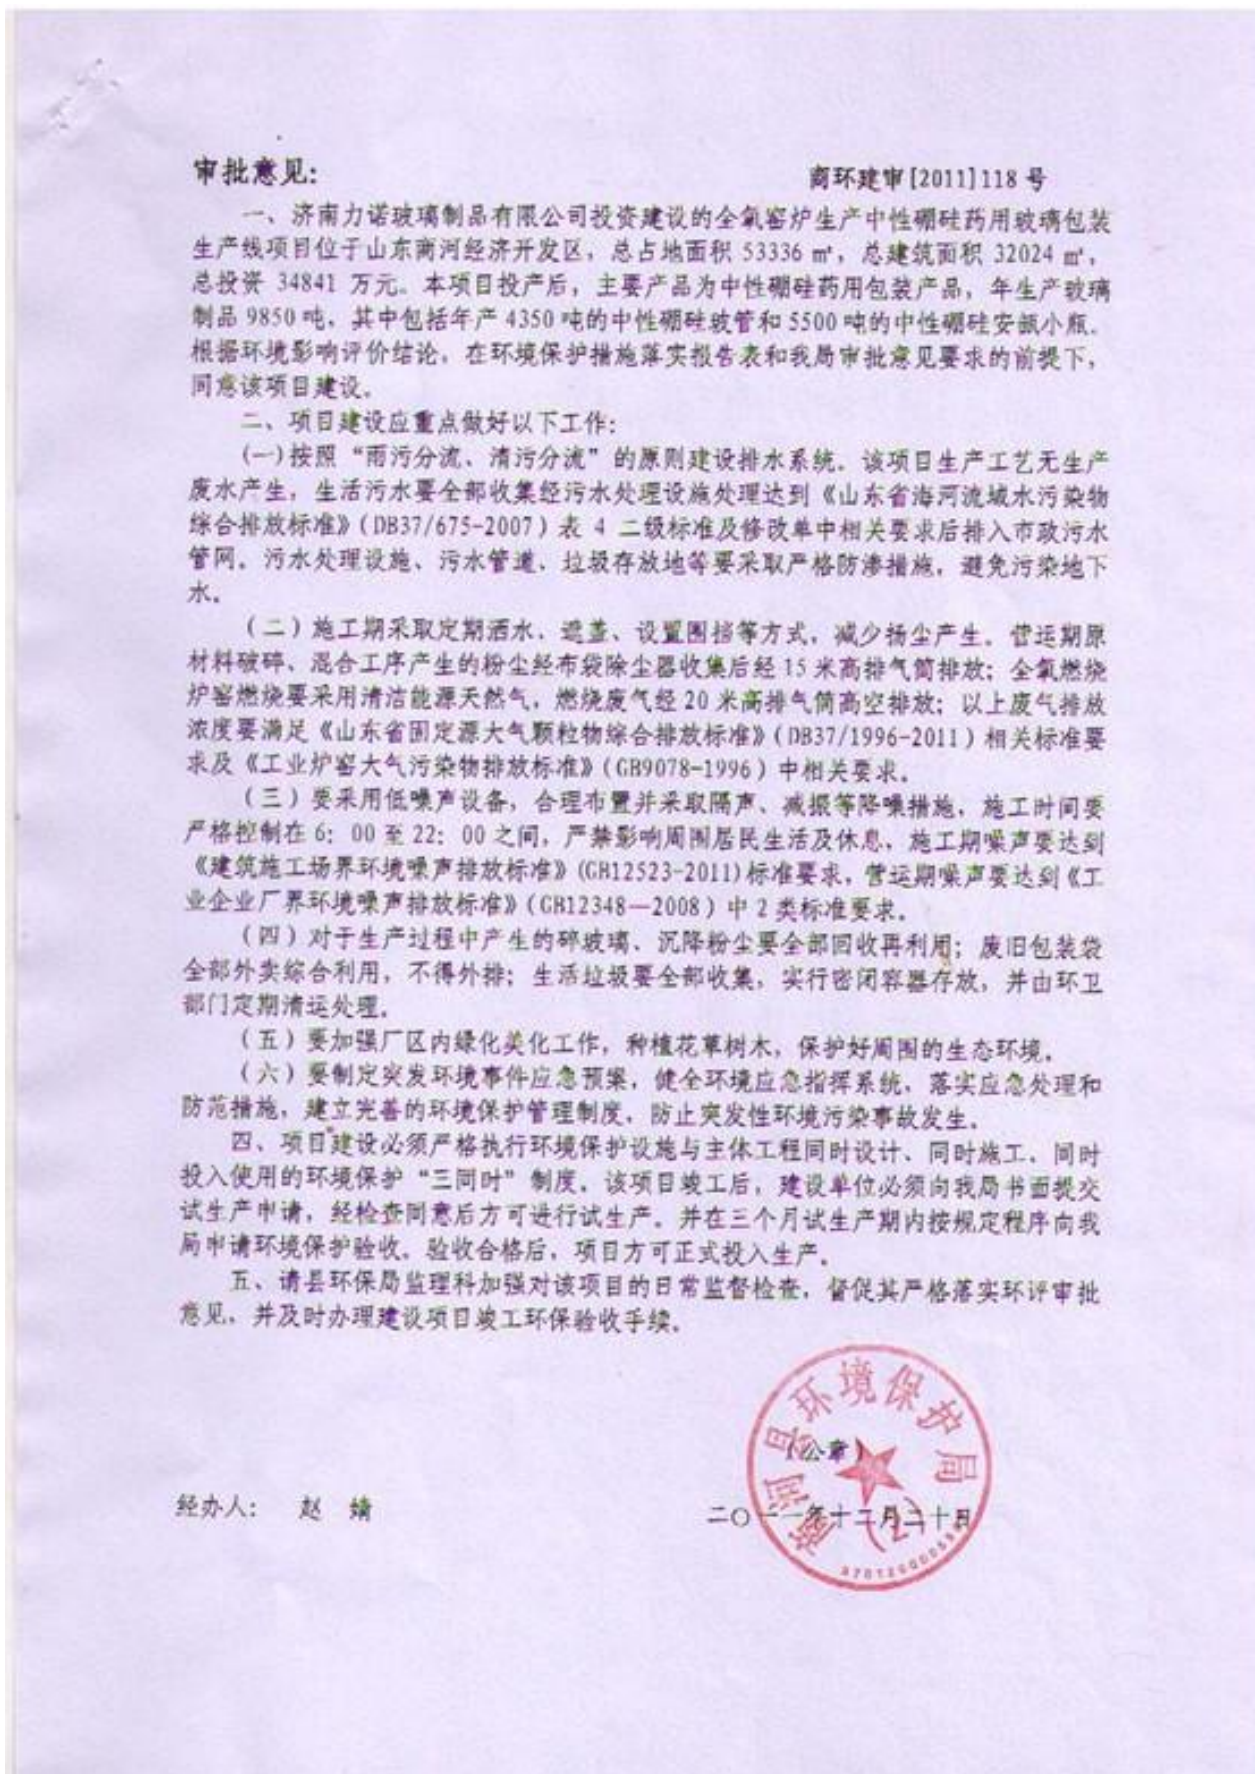 审批意见:
商环建审[2011]118 号
一、济南力诺玻璃制品有限公司投资建设的全氧窑炉生产中性硼硅药用玻璃包装
生产线项目位于山东商河经济开发区，总占地面积 53336 ㎡，总建筑面积 32024 ㎡，
总投资 34841 万元。本项目投产后，主要产品为中性硼硅药用包装产品，年生产玻璃
制品 9850 吨，其中包括年产 4350 吨的中性硼硅玻管和 5500 吨的中性硼硅安瓿小瓶。
根据环境影响评价结论，在环境保护措施落实报告表和我局审批意见要求的前提下，
同意该项目建设。
二、项目建设应重点做好以下工作:
(一)按照“雨污分流、清污分流”的原则建设排水系统。该项目生产工艺无生产
废水产生，生活污水要全部收集经污水处理设施处理达到《山东省海河流域水污染物
综合排放标准》（DB37/675-2007）表 4 二级标准及修改单中相关要求后排入市政污水
管网。污水处理设施、污水管道、垃圾存放地等要采取严格防渗措施，避免污染地下
水。
（二）施工期采取定期洒水、遮盖、设置围挡等方式，减少扬尘产生。营运期原
材料破碎、混合工序产生的粉尘经布袋除尘器收集后经 15 米高排气筒排放；全氧燃烧
炉窑燃烧要采用清洁能源天然气，燃烧废气经 20 米高排气筒高空排放；以上废气排放
浓度要满足《山东省固定源大气颗粒物综合排放标准》（DB37/1996-2011）相关标准要
求及《工业炉窑大气污染物排放标准》（GB9078-1996）中相关要求。
（三）要采用低噪声设备，合理布置并采取隔声、减振等降噪措施，施工时间要
严格控制在 6：00 至 22：00 之间，严禁影响周围居民生活及休息，施工期噪声要达到
《建筑施工场界环境噪声排放标准》(GB12523-2011)标准要求，营运期噪声要达到《工
业企业厂界环境噪声排放标准》（GB12348—2008）中 2 类标准要求。
（四）对于生产过程中产生的碎玻璃、沉降粉尘要全部回收再利用；废旧包装袋
全部外卖综合利用，不得外排；生活垃圾要全部收集，实行密闭容器存放，并由环卫
部门定期清运处理。
（五）要加强厂区内绿化美化工作，种植花草树木，保护好周围的生态环境。
（六）要制定突发环境事件应急预案，健全环境应急指挥系统，落实应急处理和
防范措施，建立完善的环境保护管理制度，防止突发性环境污染事故发生。
四、项目建设必须严格执行环境保护设施与主体工程同时设计、同时施工、同时
投入使用的环境保护“三同时”制度。该项目竣工后，建设单位必须向我局书面提交
试生产申请，经检查同意后方可进行试生产。并在三个月试生产期内按规定程序向我
局申请环境保护验收。验收合格后，项目方可正式投入生产。
五、请县环保局监理科加强对该项目的日常监督检查，督促其严格落实环评审批
意见，并及时办理建设项目竣工环保验收手续。
商河县环境保护局
（公章）
经办人： 赵 嫱
二〇一一年十二月二十日
(2)